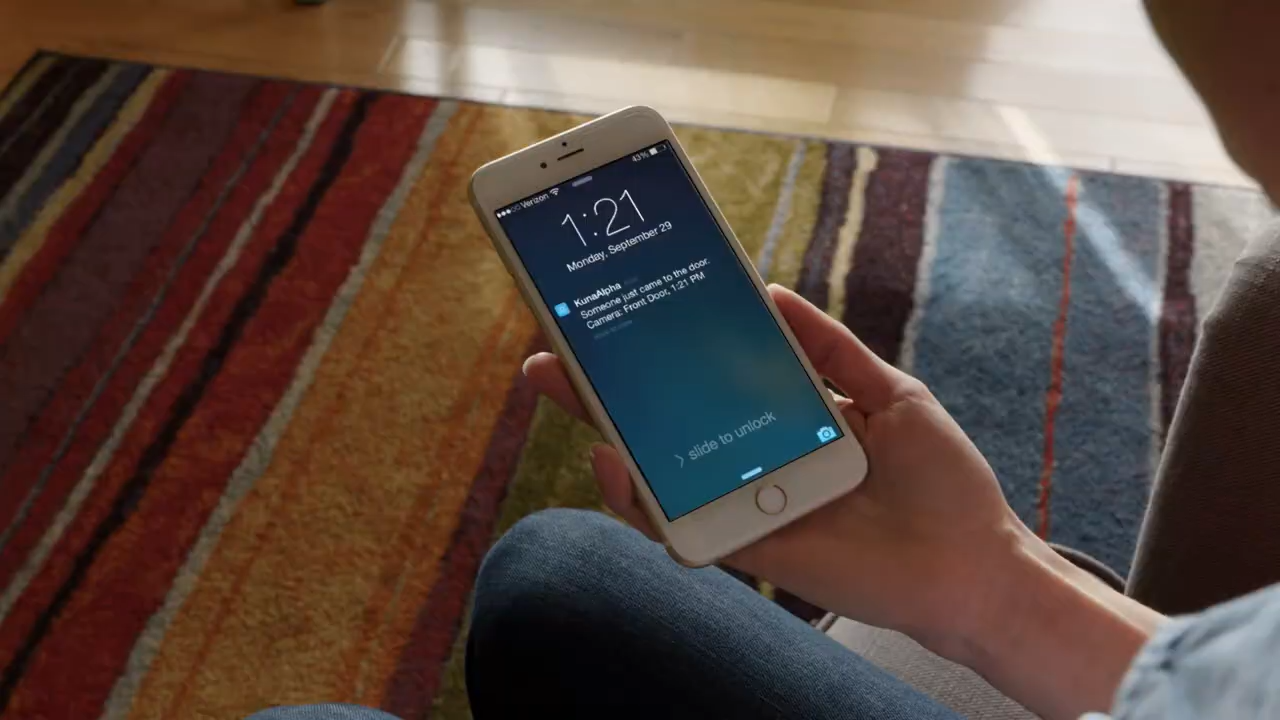 ●●●○○ Verizon 43%
1:21
Monday, September 29
KunaAlpha
Someone just came to the door.
Camera: Front Door, 1:21 PM
slide to unlock